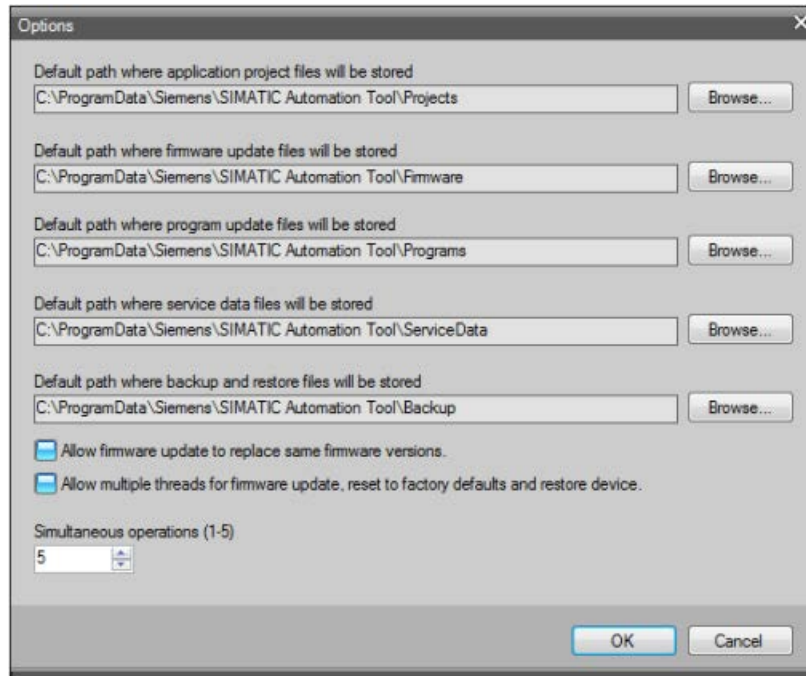 Options
Default path where application project files will be stored
C:\ProgramData\Siemens\SIMATIC Automation Tool\Projects
Browse...
Default path where firmware update files will be stored
C:\ProgramData\Siemens\SIMATIC Automation Tool\Firmware
Browse...
Default path where program update files will be stored
C:\ProgramData\Siemens\SIMATIC Automation Tool\Programs
Browse...
Default path where service data files will be stored
C:\ProgramData\Siemens\SIMATIC Automation Tool\ServiceData
Browse...
Default path where backup and restore files will be stored
C:\ProgramData\Siemens\SIMATIC Automation Tool\Backup
Browse...
Allow firmware update to replace same firmware versions.
Allow multiple threads for firmware update, reset to factory defaults and restore device.
Simultaneous operations (1-5)
5
OK
Cancel